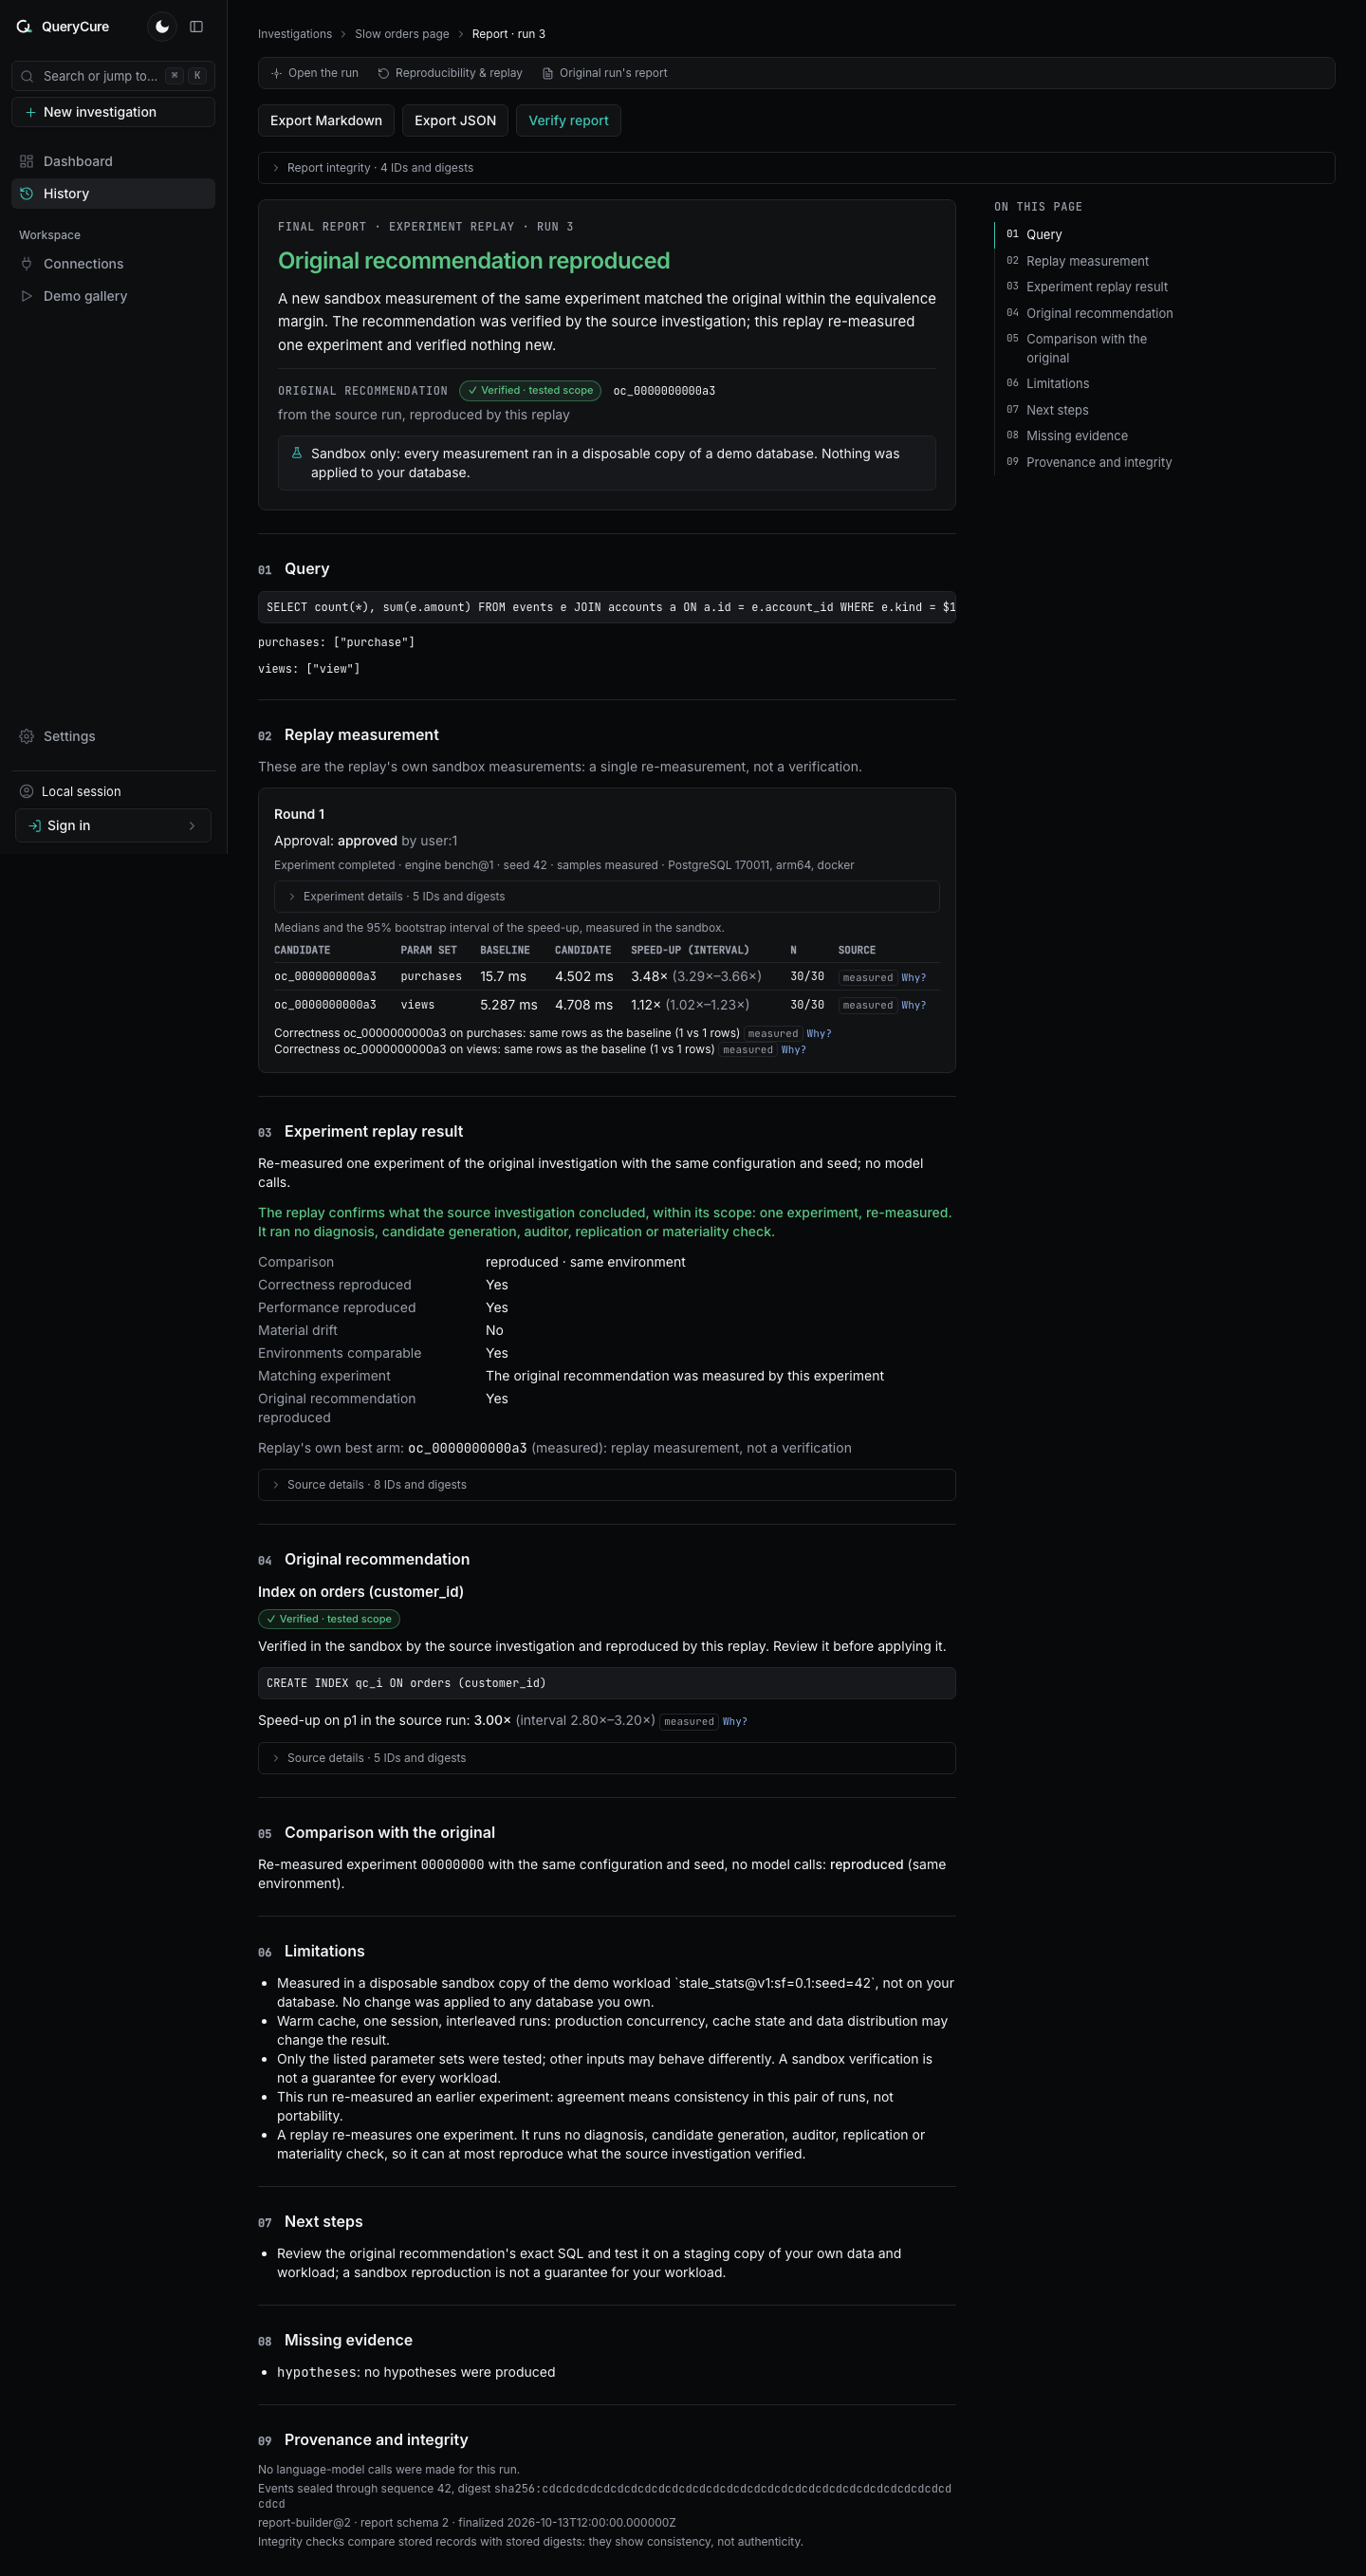 QueryCure
Search or jump to... ⌘ K
New investigation
Dashboard
History
Workspace
Connections
Demo gallery
Settings
Local session
Sign in
Investigations > Slow orders page > Report · run 3
Open the run Reproducibility & replay Original run's report
Export Markdown Export JSON Verify report
Report integrity · 4 IDs and digests
FINAL REPORT · EXPERIMENT REPLAY · RUN 3
Original recommendation reproduced
A new sandbox measurement of the same experiment matched the original within the equivalence
margin. The recommendation was verified by the source investigation; this replay re-measured
one experiment and verified nothing new.
ORIGINAL RECOMMENDATION ✓ Verified · tested scope oc_0000000000a3
from the source run, reproduced by this replay
Sandbox only: every measurement ran in a disposable copy of a demo database. Nothing was
applied to your database.
ON THIS PAGE
01 Query
02 Replay measurement
03 Experiment replay result
04 Original recommendation
05 Comparison with the
original
06 Limitations
07 Next steps
08 Missing evidence
09 Provenance and integrity
01 Query
SELECT count(*), sum(e.amount) FROM events e JOIN accounts a ON a.id = e.account_id WHERE e.kind = $1
purchases: ["purchase"]
views: ["view"]
02 Replay measurement
These are the replay's own sandbox measurements: a single re-measurement, not a verification.
Round 1
Approval: approved by user:1
Experiment completed · engine bench@1 · seed 42 · samples measured · PostgreSQL 170011, arm64, docker
Experiment details · 5 IDs and digests
Medians and the 95% bootstrap interval of the speed-up, measured in the sandbox.
CANDIDATE PARAM SET BASELINE CANDIDATE SPEED-UP (INTERVAL) N SOURCE
oc_0000000000a3 purchases 15.7 ms 4.502 ms 3.48× (3.29×–3.66×) 30/30 measured Why?
oc_0000000000a3 views 5.287 ms 4.708 ms 1.12× (1.02×–1.23×) 30/30 measured Why?
Correctness oc_0000000000a3 on purchases: same rows as the baseline (1 vs 1 rows) measured Why?
Correctness oc_0000000000a3 on views: same rows as the baseline (1 vs 1 rows) measured Why?
03 Experiment replay result
Re-measured one experiment of the original investigation with the same configuration and seed; no model
calls.
The replay confirms what the source investigation concluded, within its scope: one experiment, re-measured.
It ran no diagnosis, candidate generation, auditor, replication or materiality check.
Comparison reproduced · same environment
Correctness reproduced Yes
Performance reproduced Yes
Material drift No
Environments comparable Yes
Matching experiment The original recommendation was measured by this experiment
Original recommendation Yes
reproduced
Replay's own best arm: oc_0000000000a3 (measured): replay measurement, not a verification
Source details · 8 IDs and digests
04 Original recommendation
Index on orders (customer_id)
✓ Verified · tested scope
Verified in the sandbox by the source investigation and reproduced by this replay. Review it before applying it.
CREATE INDEX qc_i ON orders (customer_id)
Speed-up on p1 in the source run: 3.00× (interval 2.80×–3.20×) measured Why?
Source details · 5 IDs and digests
05 Comparison with the original
Re-measured experiment 00000000 with the same configuration and seed, no model calls: reproduced (same
environment).
06 Limitations
• Measured in a disposable sandbox copy of the demo workload `stale_stats@v1:sf=0.1:seed=42`, not on your
database. No change was applied to any database you own.
• Warm cache, one session, interleaved runs: production concurrency, cache state and data distribution may
change the result.
• Only the listed parameter sets were tested; other inputs may behave differently. A sandbox verification is
not a guarantee for every workload.
• This run re-measured an earlier experiment: agreement means consistency in this pair of runs, not
portability.
• A replay re-measures one experiment. It runs no diagnosis, candidate generation, auditor, replication or
materiality check, so it can at most reproduce what the source investigation verified.
07 Next steps
• Review the original recommendation's exact SQL and test it on a staging copy of your own data and
workload; a sandbox reproduction is not a guarantee for your workload.
08 Missing evidence
• hypotheses: no hypotheses were produced
09 Provenance and integrity
No language-model calls were made for this run.
Events sealed through sequence 42, digest sha256:cdcdcdcdcdcdcdcdcdcdcdcdcdcdcdcdcdcdcdcdcdcdcdcdcdcdcdcdcdcd
cdcd
report-builder@2 · report schema 2 · finalized 2026-10-13T12:00:00.000000Z
Integrity checks compare stored records with stored digests: they show consistency, not authenticity.